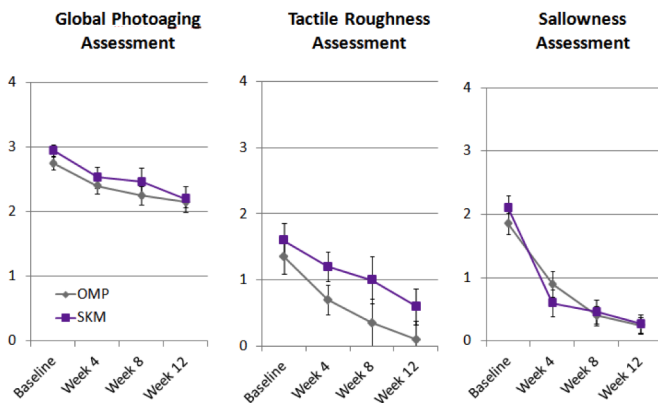 Global Photoaging
Assessment
4
3
2
1
0
OMP
SKM
Baseline
Week 4
Week 8
Week 12
Tactile Roughness
Assessment
4
3
2
1
0
Baseline
Week 4
Week 8
Week 12
Sallowness
Assessment
4
3
2
1
0
Baseline
Week 4
Week 8
Week 12